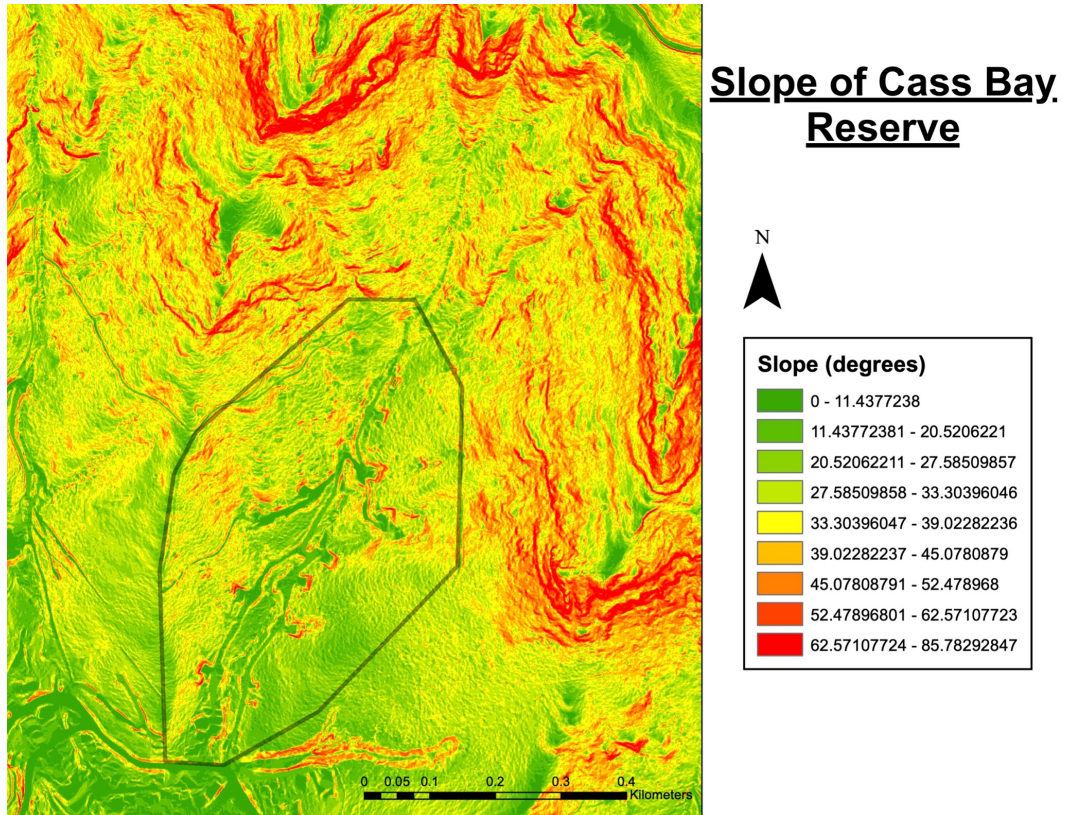 Slope of Cass Bay
Reserve
N
Slope (degrees)
0 - 11.4377238
11.43772381 - 20.5206221
20.52062211 - 27.58509857
27.58509858 - 33.30396046
33.30396047 - 39.02282236
39.02282237 - 45.0780879
45.07808791 - 52.478968
52.47896801 - 62.57107723
62.57107724 - 85.78292847
0 0.05 0.1 0.2 0.3 0.4
Kilometers